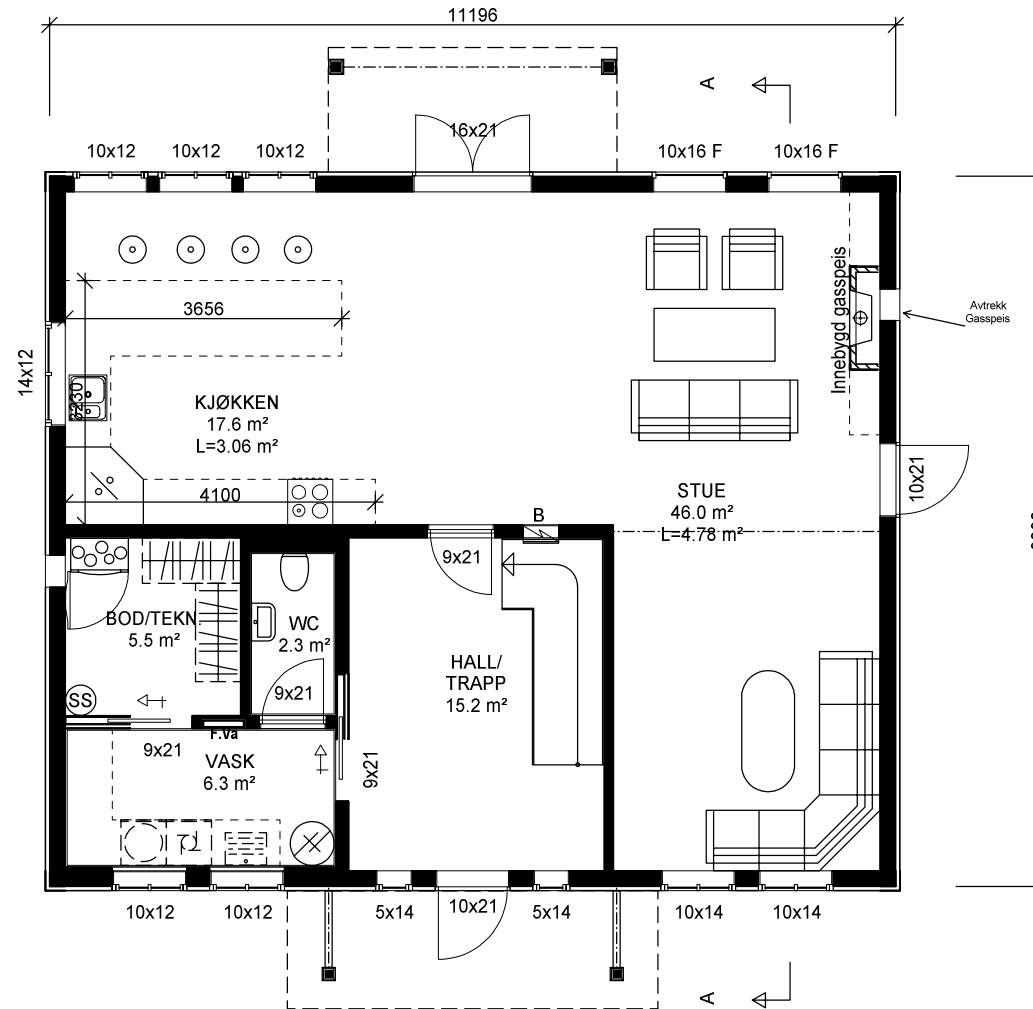 11196
A
16x21
10x12 10x12 10x12 10x16 F 10x16 F
3656
Innebygd gasspeis
Avtrekk
Gasspeis
14x12
3230
KJØKKEN
17.6 m²
L=3.06 m²
4100
STUE
46.0 m²
L=4.78 m²
10x21
B
9x21
BOD/TEKN.
5.5 m²
WC
2.3 m²
HALL/
TRAPP
15.2 m²
SS
9x21
F.Va
9x21
VASK
6.3 m²
9x21
10x12 10x12 5x14 10x21 5x14 10x14 10x14
A